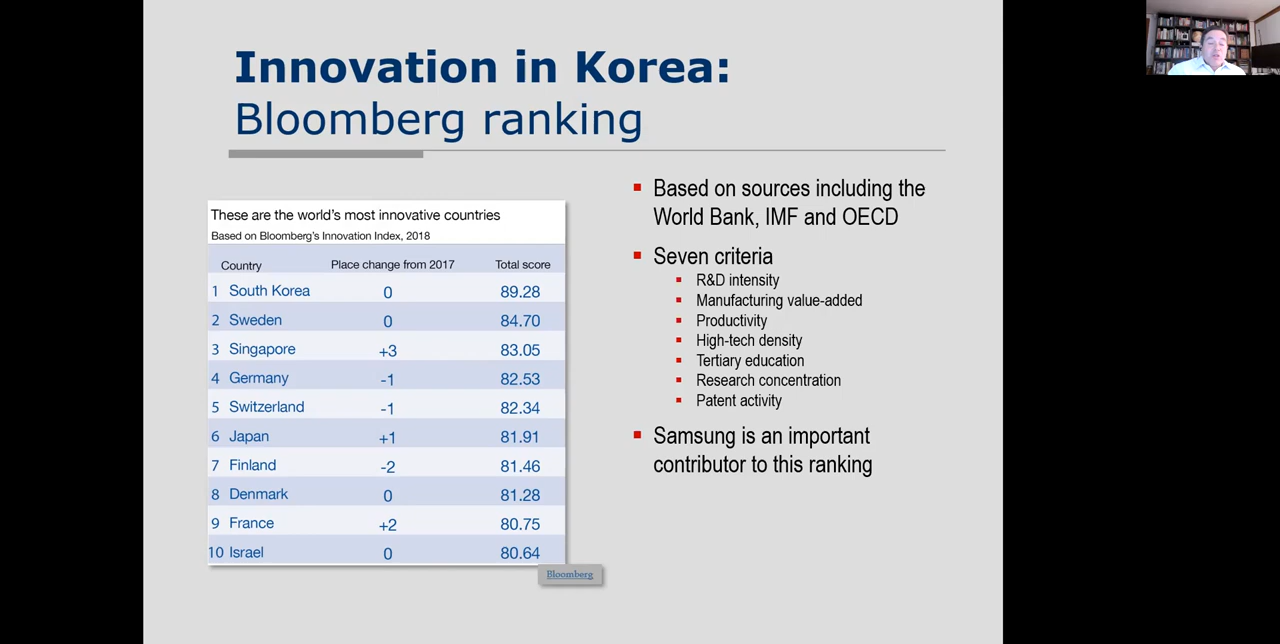 Innovation in Korea:
Bloomberg ranking
These are the world's most innovative countries
Based on Bloomberg's Innovation Index, 2018
Country Place change from 2017 Total score
1 South Korea 0 89.28
2 Sweden 0 84.70
3 Singapore +3 83.05
4 Germany -1 82.53
5 Switzerland -1 82.34
6 Japan +1 81.91
7 Finland -2 81.46
8 Denmark 0 81.28
9 France +2 80.75
10 Israel 0 80.64
Bloomberg
Based on sources including the
World Bank, IMF and OECD
Seven criteria
R&D intensity
Manufacturing value-added
Productivity
High-tech density
Tertiary education
Research concentration
Patent activity
Samsung is an important
contributor to this ranking